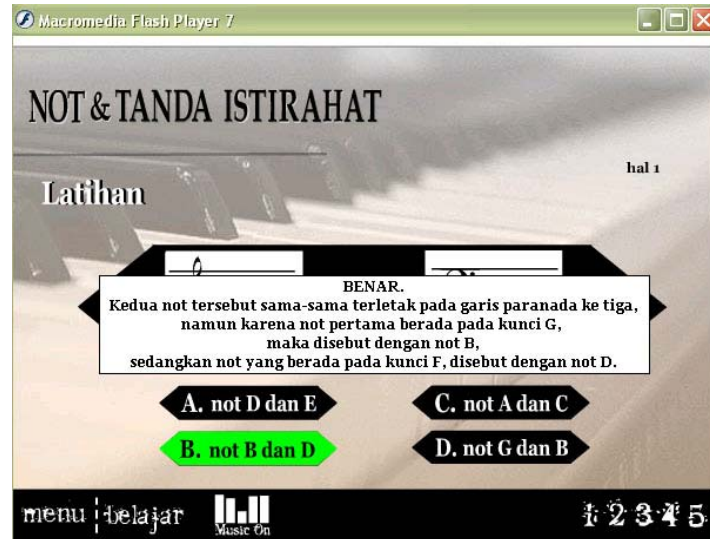 Macromedia Flash Player 7
NOT & TANDA ISTIRAHAT
hal 1
Latihan
BENAR.
Kedua not tersebut sama-sama terletak pada garis paranada ke tiga,
namun karena not pertama berada pada kunci G,
maka disebut dengan not B,
sedangkan not yang berada pada kunci F, disebut dengan not D.
A. not D dan E
C. not A dan C
B. not B dan D
D. not G dan B
menu belajar
Music On
1 2 3 4 5